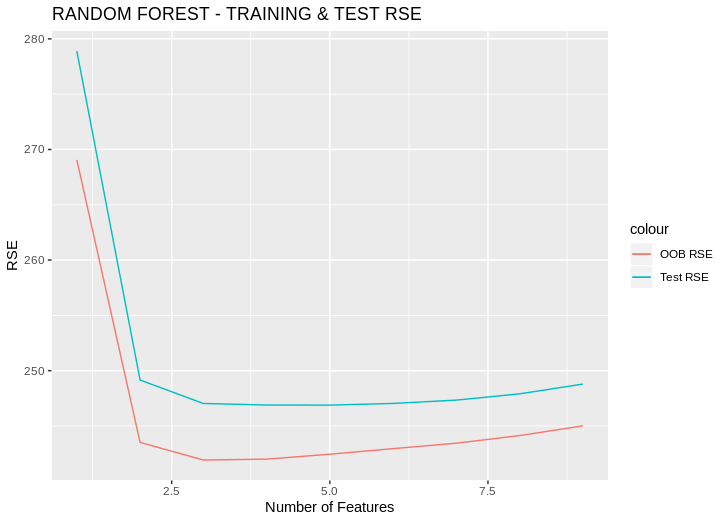 RANDOM FOREST - TRAINING & TEST RSE
280
270
260
250
RSE
2.5
5.0
7.5
Number of Features
colour
OOB RSE
Test RSE